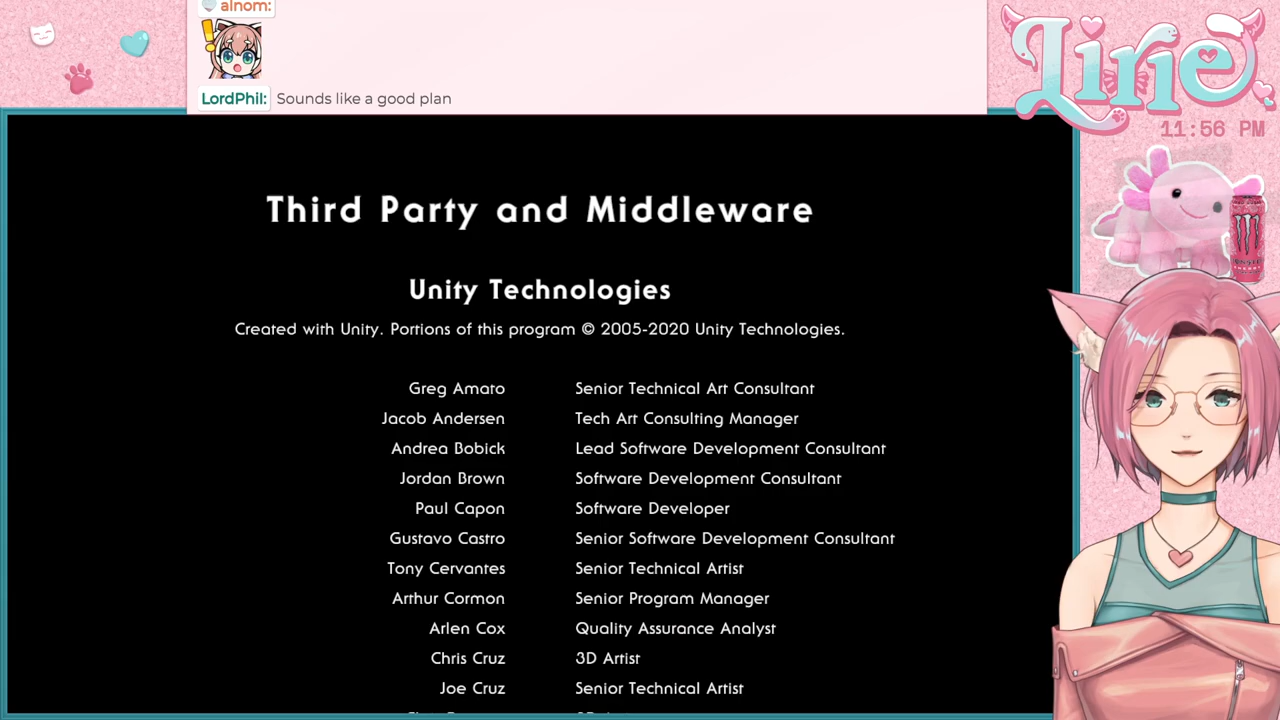 alnom:
LordPhil: Sounds like a good plan
Lirie
11:56 PM
Third Party and Middleware
Unity Technologies
Created with Unity. Portions of this program © 2005-2020 Unity Technologies.
Greg Amato Senior Technical Art Consultant
Jacob Andersen Tech Art Consulting Manager
Andrea Bobick Lead Software Development Consultant
Jordan Brown Software Development Consultant
Paul Capon Software Developer
Gustavo Castro Senior Software Development Consultant
Tony Cervantes Senior Technical Artist
Arthur Cormon Senior Program Manager
Arlen Cox Quality Assurance Analyst
Chris Cruz 3D Artist
Joe Cruz Senior Technical Artist